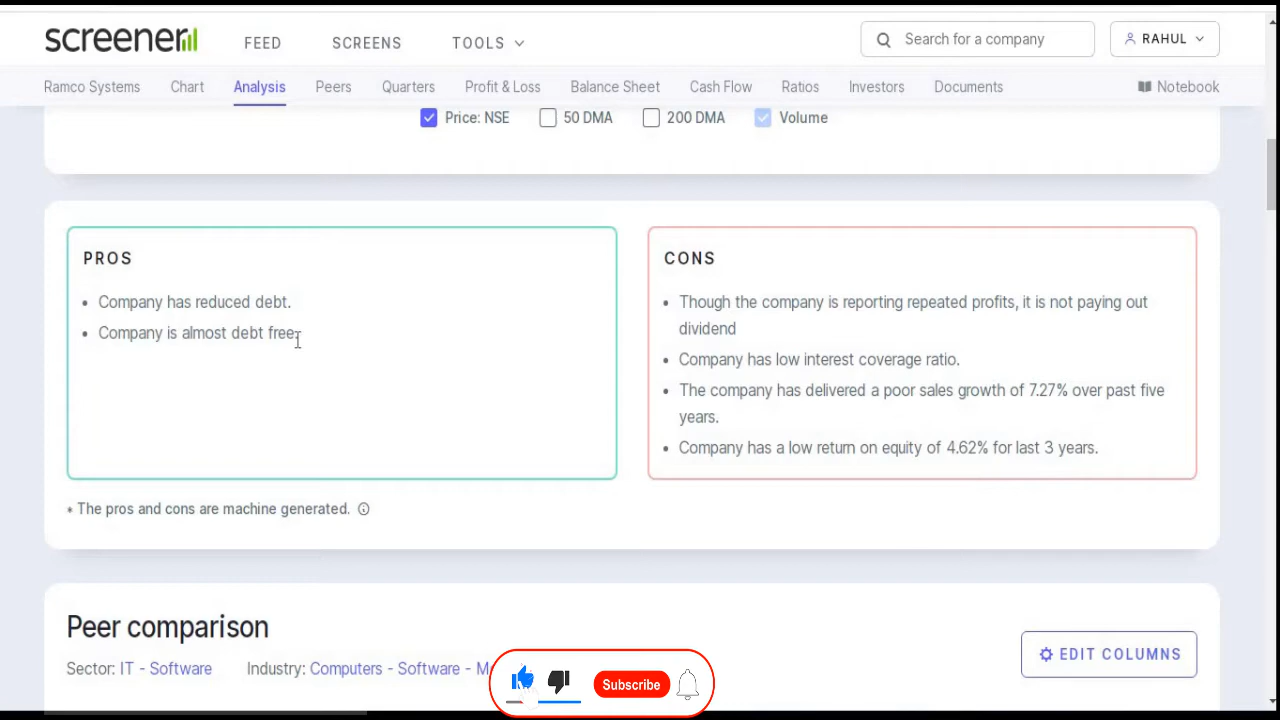 screener FEED SCREENS TOOLS Search for a company RAHUL
Ramco Systems Chart Analysis Peers Quarters Profit & Loss Balance Sheet Cash Flow Ratios Investors Documents Notebook
Price: NSE 50 DMA 200 DMA Volume
PROS
• Company has reduced debt.
• Company is almost debt free.
CONS
• Though the company is reporting repeated profits, it is not paying out
dividend
• Company has low interest coverage ratio.
• The company has delivered a poor sales growth of 7.27% over past five
years.
• Company has a low return on equity of 4.62% for last 3 years.
* The pros and cons are machine generated.
Peer comparison
EDIT COLUMNS
Sector: IT - Software Industry: Computers - Software - M
Subscribe